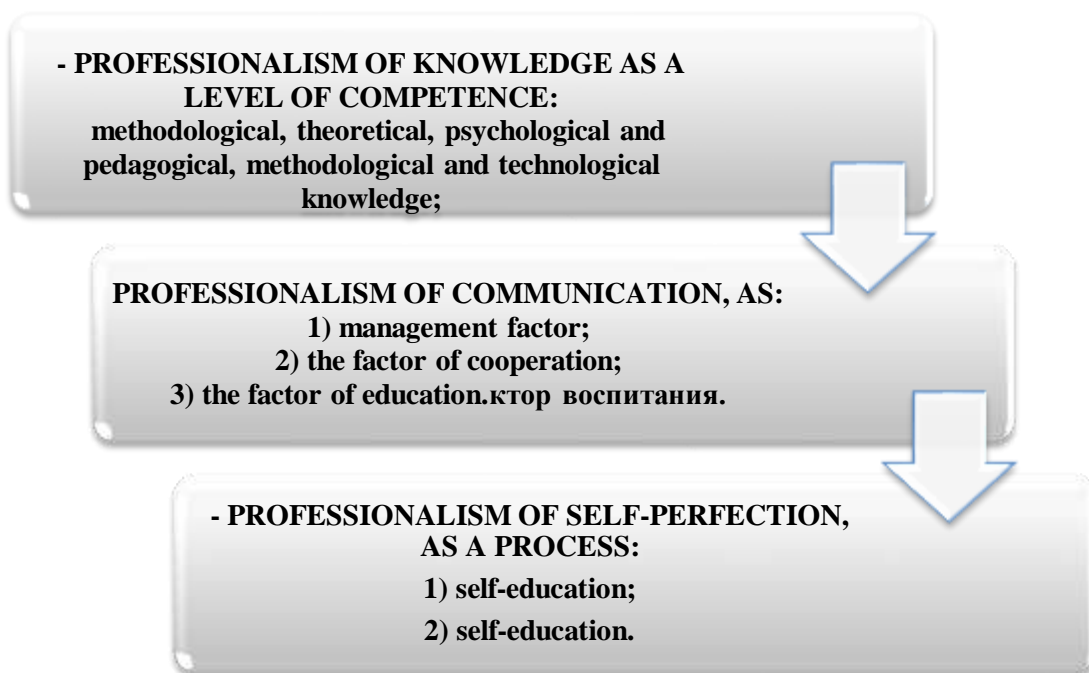 - PROFESSIONALISM OF KNOWLEDGE AS A
LEVEL OF COMPETENCE:
methodological, theoretical, psychological and
pedagogical, methodological and technological
knowledge;
PROFESSIONALISM OF COMMUNICATION, AS:
1) management factor;
2) the factor of cooperation;
3) the factor of education.ктор воспитания.
- PROFESSIONALISM OF SELF-PERFECTION,
AS A PROCESS:
1) self-education;
2) self-education.